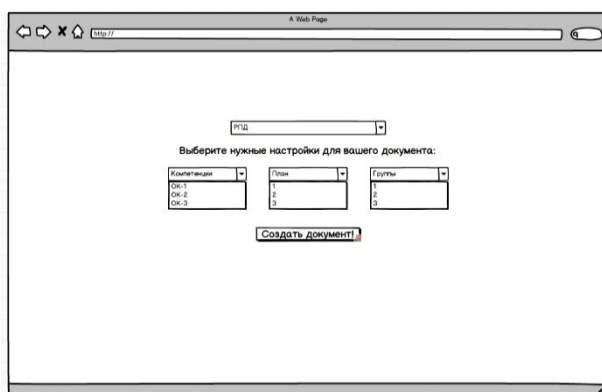 A Web Page
http://
РПД
Выберите нужные настройки для вашего документа:
Компетенции План Группы
ОК-1 1 1
ОК-2 2 2
ОК-3 3 3
Создать документ!